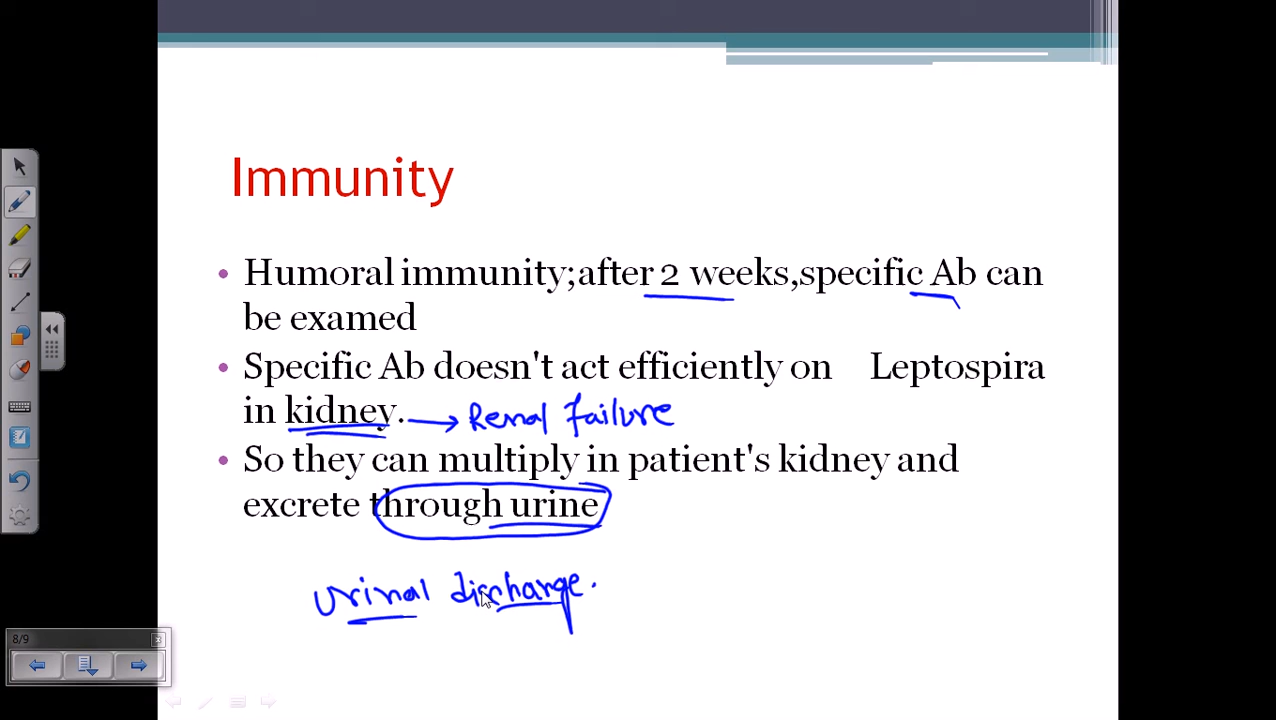 Immunity
• Humoral immunity;after 2 weeks,specific Ab can
be examed
• Specific Ab doesn't act efficiently on Leptospira
in kidney. → Renal failure
• So they can multiply in patient's kidney and
excrete through urine
urinal discharge.
8/9